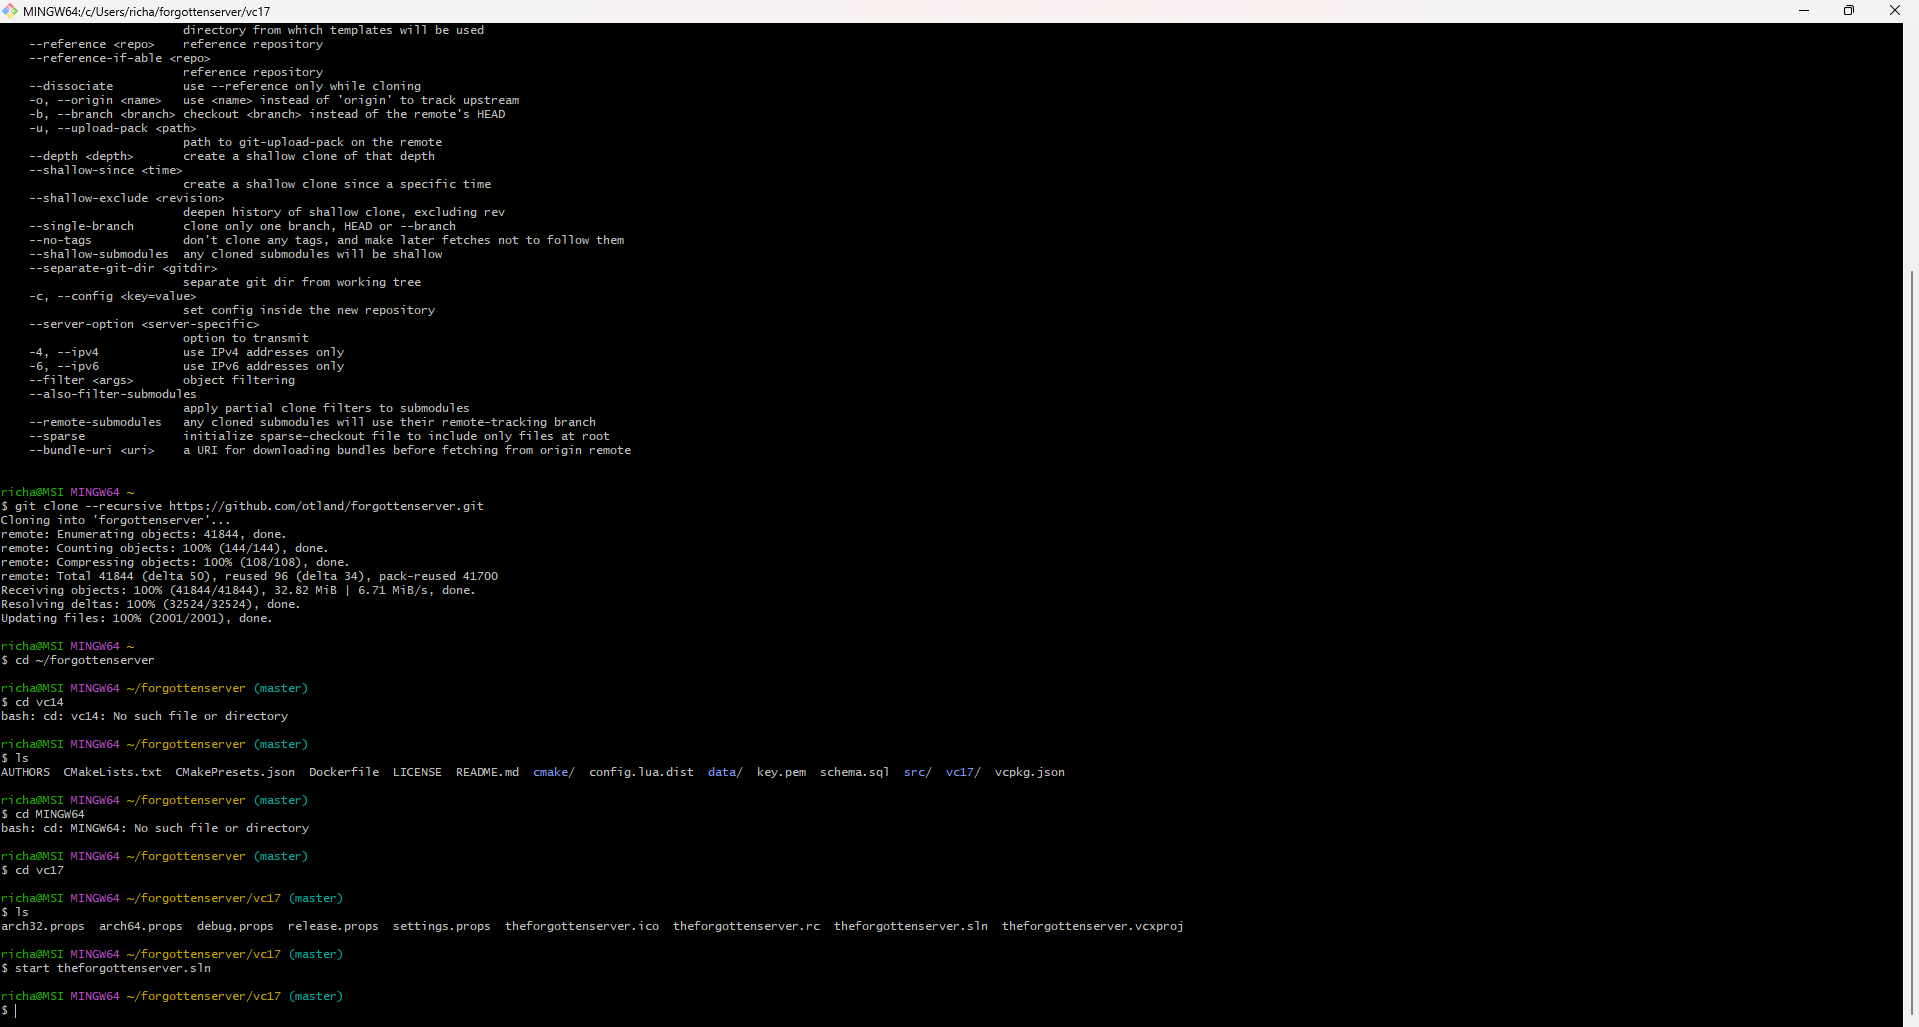 MINGW64:/c/Users/richa/forgottenserver/vc17
directory from which templates will be used
--reference <repo>    reference repository
--reference-if-able <repo>
reference repository
--dissociate          use --reference only while cloning
-o, --origin <name>   use <name> instead of 'origin' to track upstream
-b, --branch <branch> checkout <branch> instead of the remote's HEAD
-u, --upload-pack <path>
path to git-upload-pack on the remote
--depth <depth>       create a shallow clone of that depth
--shallow-since <time>
create a shallow clone since a specific time
--shallow-exclude <revision>
deepen history of shallow clone, excluding rev
--single-branch       clone only one branch, HEAD or --branch
--no-tags             don't clone any tags, and make later fetches not to follow them
--shallow-submodules  any cloned submodules will be shallow
--separate-git-dir <gitdir>
separate git dir from working tree
-c, --config <key=value>
set config inside the new repository
--server-option <server-specific>
option to transmit
-4, --ipv4            use IPv4 addresses only
-6, --ipv6            use IPv6 addresses only
--filter <args>       object filtering
--also-filter-submodules
apply partial clone filters to submodules
--remote-submodules   any cloned submodules will use their remote-tracking branch
--sparse              initialize sparse-checkout file to include only files at root
--bundle-uri <uri>    a URI for downloading bundles before fetching from origin remote
richa@MSI MINGW64 ~
$ git clone --recursive https://github.com/otland/forgottenserver.git
Cloning into 'forgottenserver'...
remote: Enumerating objects: 41844, done.
remote: Counting objects: 100% (144/144), done.
remote: Compressing objects: 100% (108/108), done.
remote: Total 41844 (delta 50), reused 96 (delta 34), pack-reused 41700
Receiving objects: 100% (41844/41844), 32.82 MiB | 6.71 MiB/s, done.
Resolving deltas: 100% (32524/32524), done.
Updating files: 100% (2001/2001), done.
richa@MSI MINGW64 ~
$ cd ~/forgottenserver
richa@MSI MINGW64 ~/forgottenserver (master)
$ cd vc14
bash: cd: vc14: No such file or directory
richa@MSI MINGW64 ~/forgottenserver (master)
$ ls
AUTHORS  CMakeLists.txt  CMakePresets.json  Dockerfile  LICENSE  README.md  cmake/  config.lua.dist  data/  key.pem  schema.sql  src/  vc17/  vcpkg.json
richa@MSI MINGW64 ~/forgottenserver (master)
$ cd MINGW64
bash: cd: MINGW64: No such file or directory
richa@MSI MINGW64 ~/forgottenserver (master)
$ cd vc17
richa@MSI MINGW64 ~/forgottenserver/vc17 (master)
$ ls
arch32.props  arch64.props  debug.props  release.props  settings.props  theforgottenserver.ico  theforgottenserver.rc  theforgottenserver.sln  theforgottenserver.vcxproj
richa@MSI MINGW64 ~/forgottenserver/vc17 (master)
$ start theforgottenserver.sln
richa@MSI MINGW64 ~/forgottenserver/vc17 (master)
$